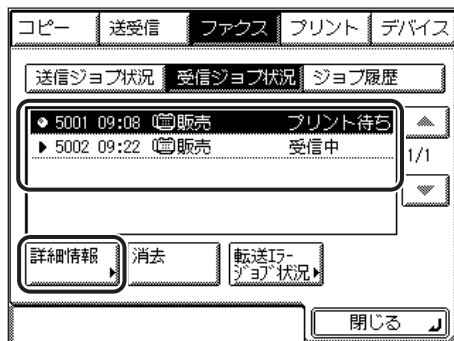 コピー 送受信 ファクス プリント デバイス
送信ジョブ状況 受信ジョブ状況 ジョブ履歴
5001 09:08 販売 プリント待ち
5002 09:22 販売 受信中
1/1
詳細情報 消去 転送エラー
ジョブ状況
閉じる